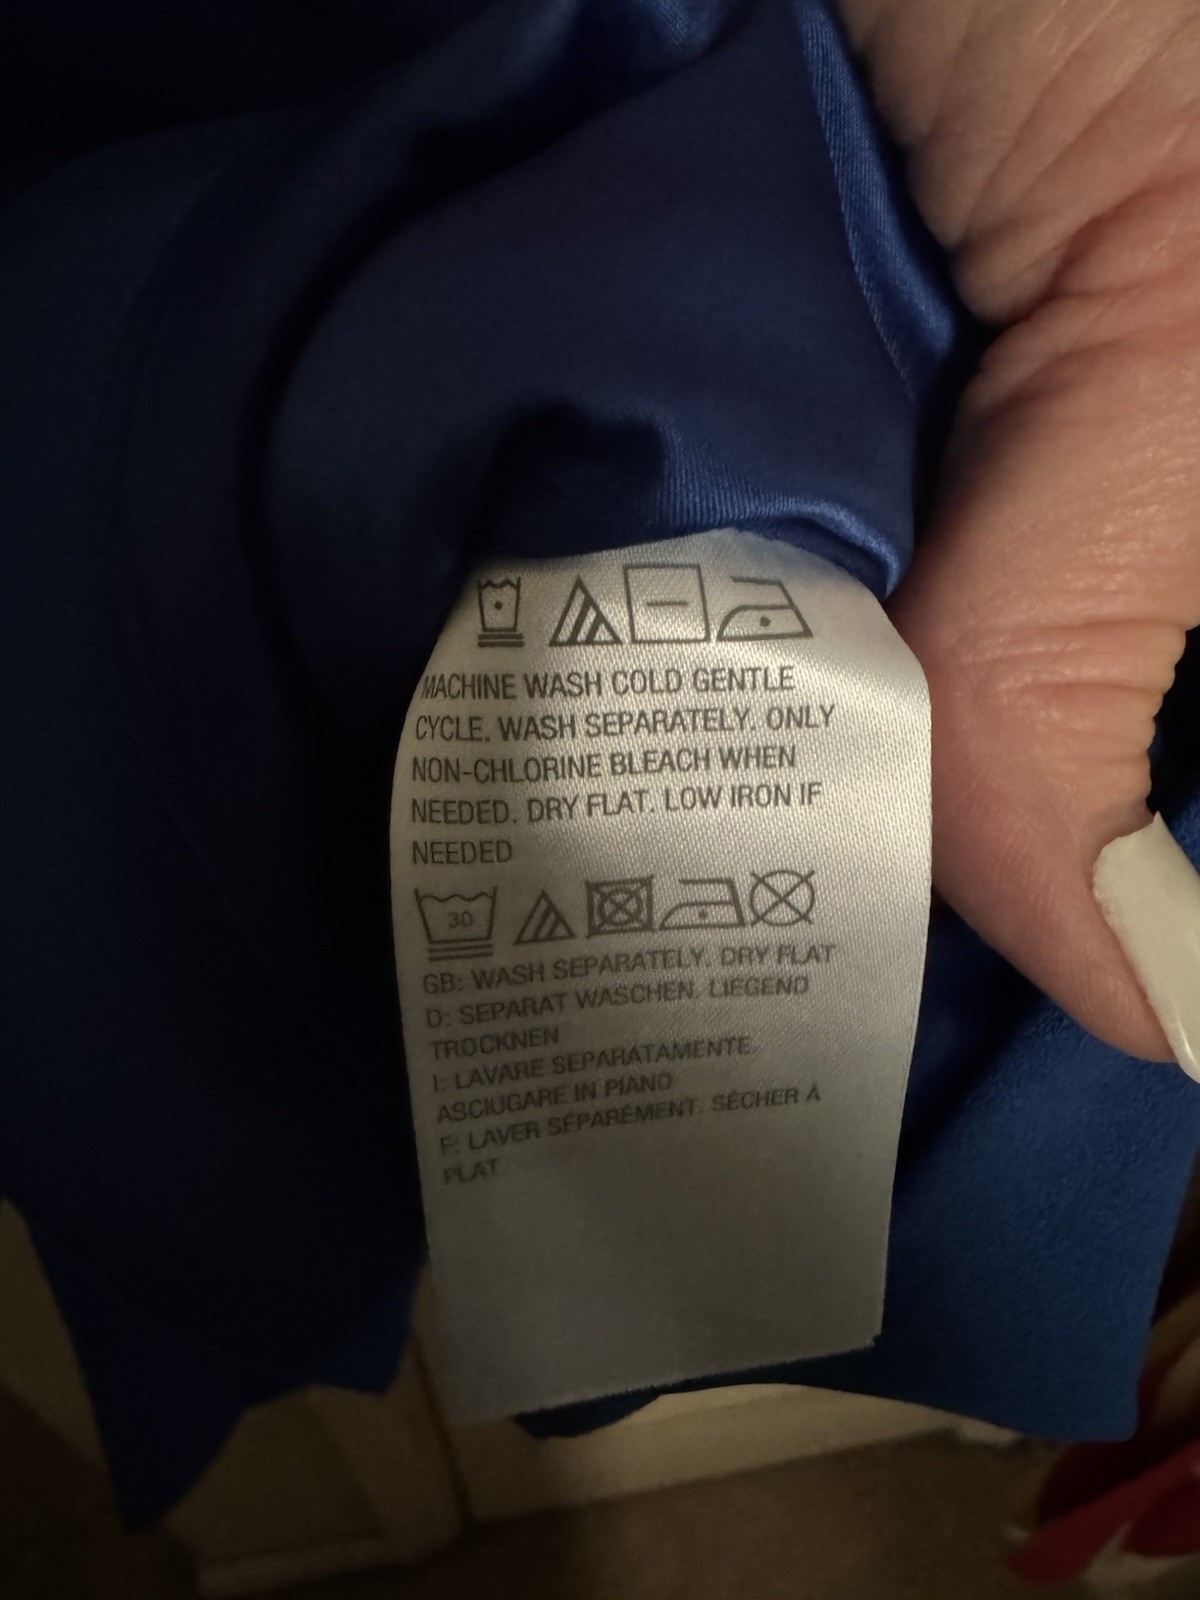 MACHINE WASH COLD GENTLE
CYCLE. WASH SEPARATELY. ONLY
NON-CHLORINE BLEACH WHEN
NEEDED. DRY FLAT. LOW IRON IF
NEEDED
30
GB: WASH SEPARATELY. DRY FLAT
D: SEPARAT WASCHEN. LIEGEND
TROCKNEN
I: LAVARE SEPARATAMENTE.
ASCIUGARE IN PIANO
F: LAVER SÉPARÉMENT. SÉCHER À
PLAT